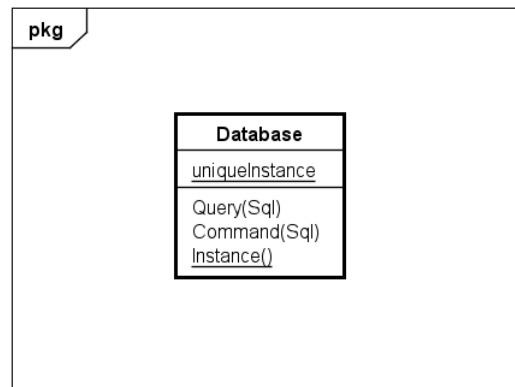 pkg
Database
uniqueInstance
Query(Sql)
Command(Sql)
Instance()